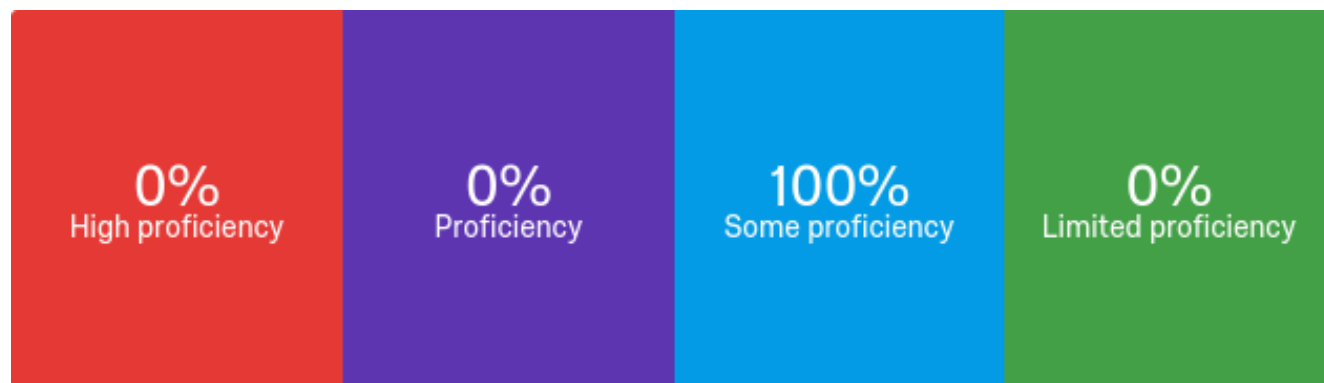 0%
High proficiency
0%
Proficiency
100%
Some proficiency
0%
Limited proficiency